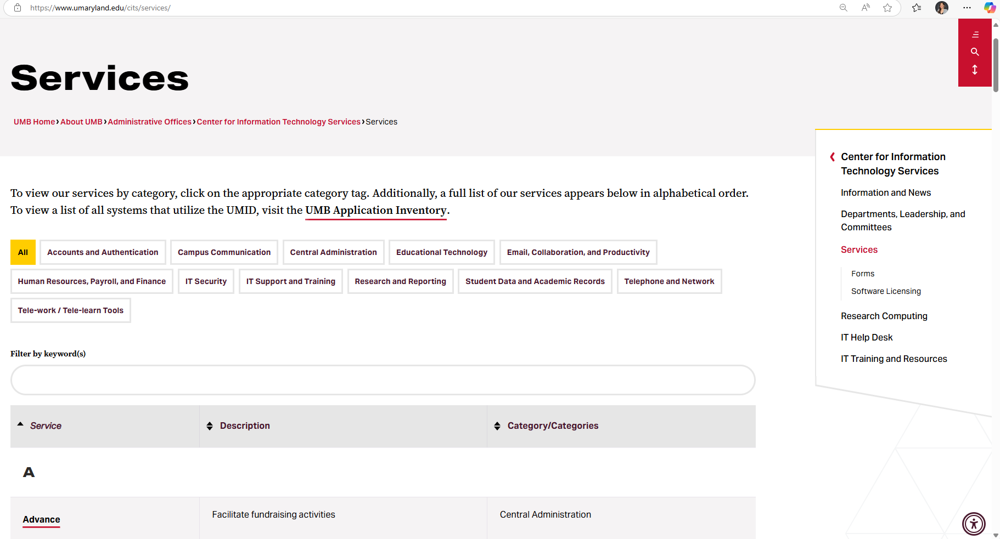 https://www.umaryland.edu/cits/services/
Services
UMB Home › About UMB › Administrative Offices › Center for Information Technology Services › Services
To view our services by category, click on the appropriate category tag. Additionally, a full list of our services appears below in alphabetical order.
To view a list of all systems that utilize the UMID, visit the UMB Application Inventory.
All
Accounts and Authentication
Campus Communication
Central Administration
Educational Technology
Email, Collaboration, and Productivity
Human Resources, Payroll, and Finance
IT Security
IT Support and Training
Research and Reporting
Student Data and Academic Records
Telephone and Network
Tele-work / Tele-learn Tools
Filter by keyword(s)
Service
Description
Category/Categories
A
Advance
Facilitate fundraising activities
Central Administration
Center for Information
Technology Services
Information and News
Departments, Leadership, and
Committees
Services
Forms
Software Licensing
Research Computing
IT Help Desk
IT Training and Resources